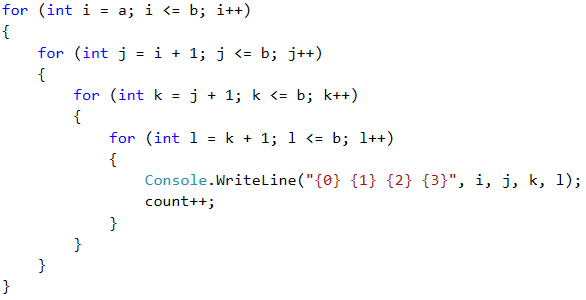 for (int i = a; i <= b; i++)
{
    for (int j = i + 1; j <= b; j++)
    {
        for (int k = j + 1; k <= b; k++)
        {
            for (int l = k + 1; l <= b; l++)
            {
                Console.WriteLine("{0} {1} {2} {3}", i, j, k, l);
                count++;
            }
        }
    }
}